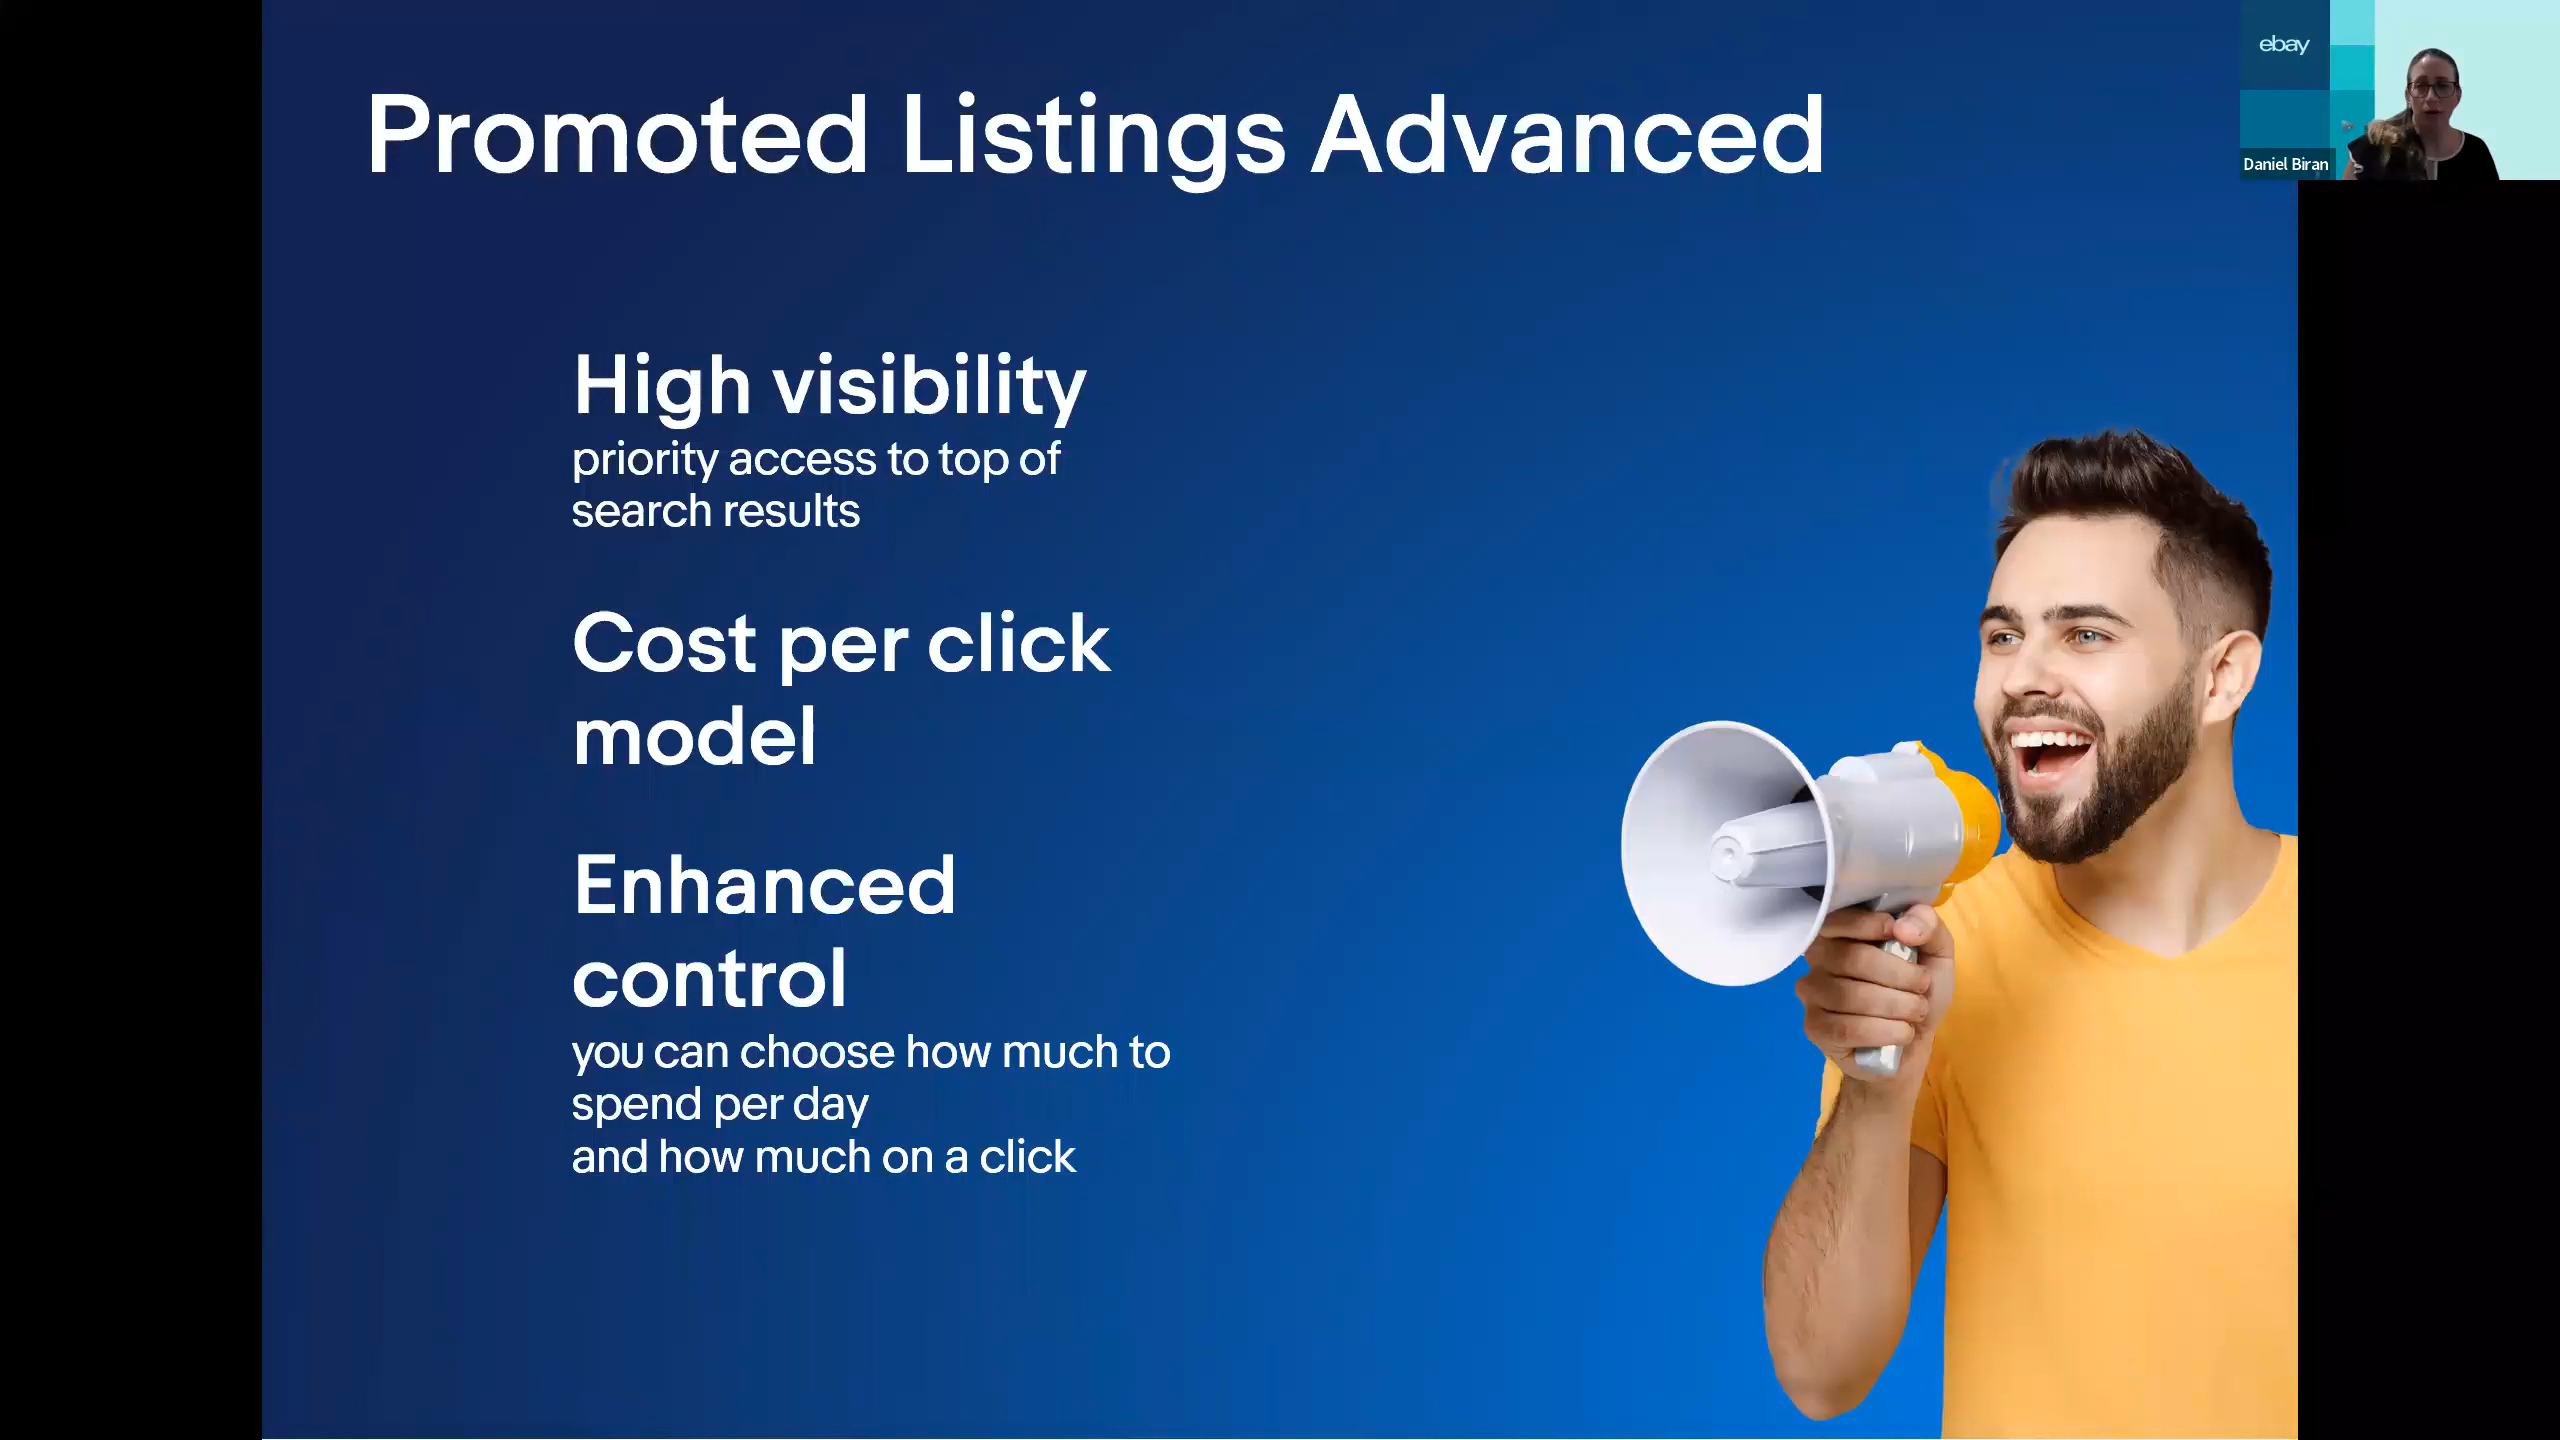 Promoted Listings Advanced
ebay
Daniel Biran
High visibility
priority access to top of
search results
Cost per click
model
Enhanced
control
you can choose how much to
spend per day
and how much on a click